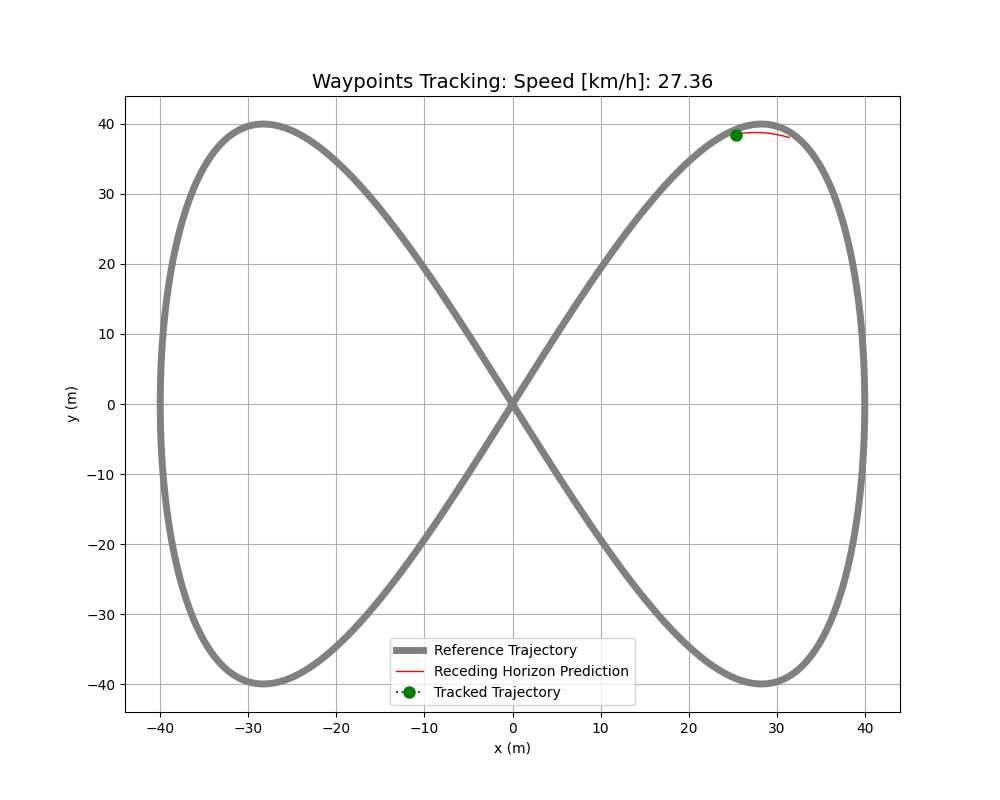 Waypoints Tracking: Speed [km/h]: 27.36
40
30
20
10
0
−10
−20
−30
−40
y (m)
Reference Trajectory
Receding Horizon Prediction
Tracked Trajectory
−40 −30 −20 −10 0 10 20 30 40
x (m)